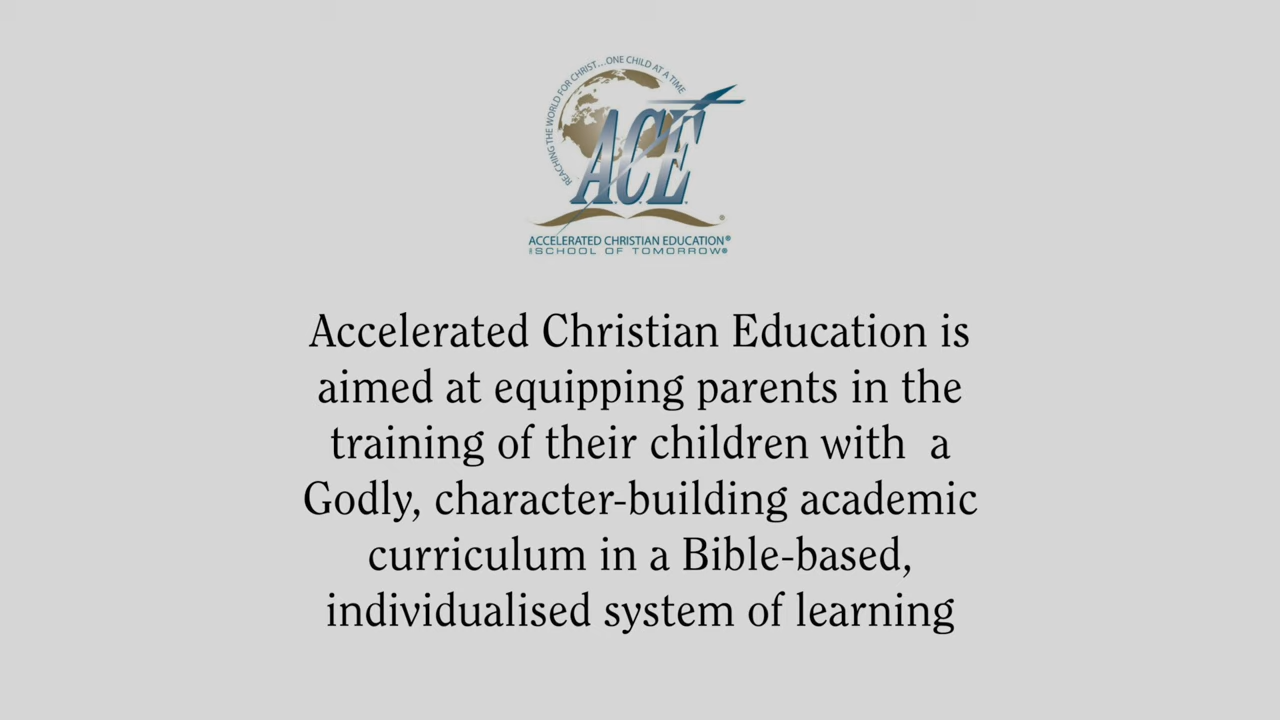 REACHING THE WORLD FOR CHRIST...ONE CHILD AT A TIME
A.C.E.
ACCELERATED CHRISTIAN EDUCATION®
SCHOOL OF TOMORROW®
Accelerated Christian Education is
aimed at equipping parents in the
training of their children with  a
Godly, character-building academic
curriculum in a Bible-based,
individualised system of learning